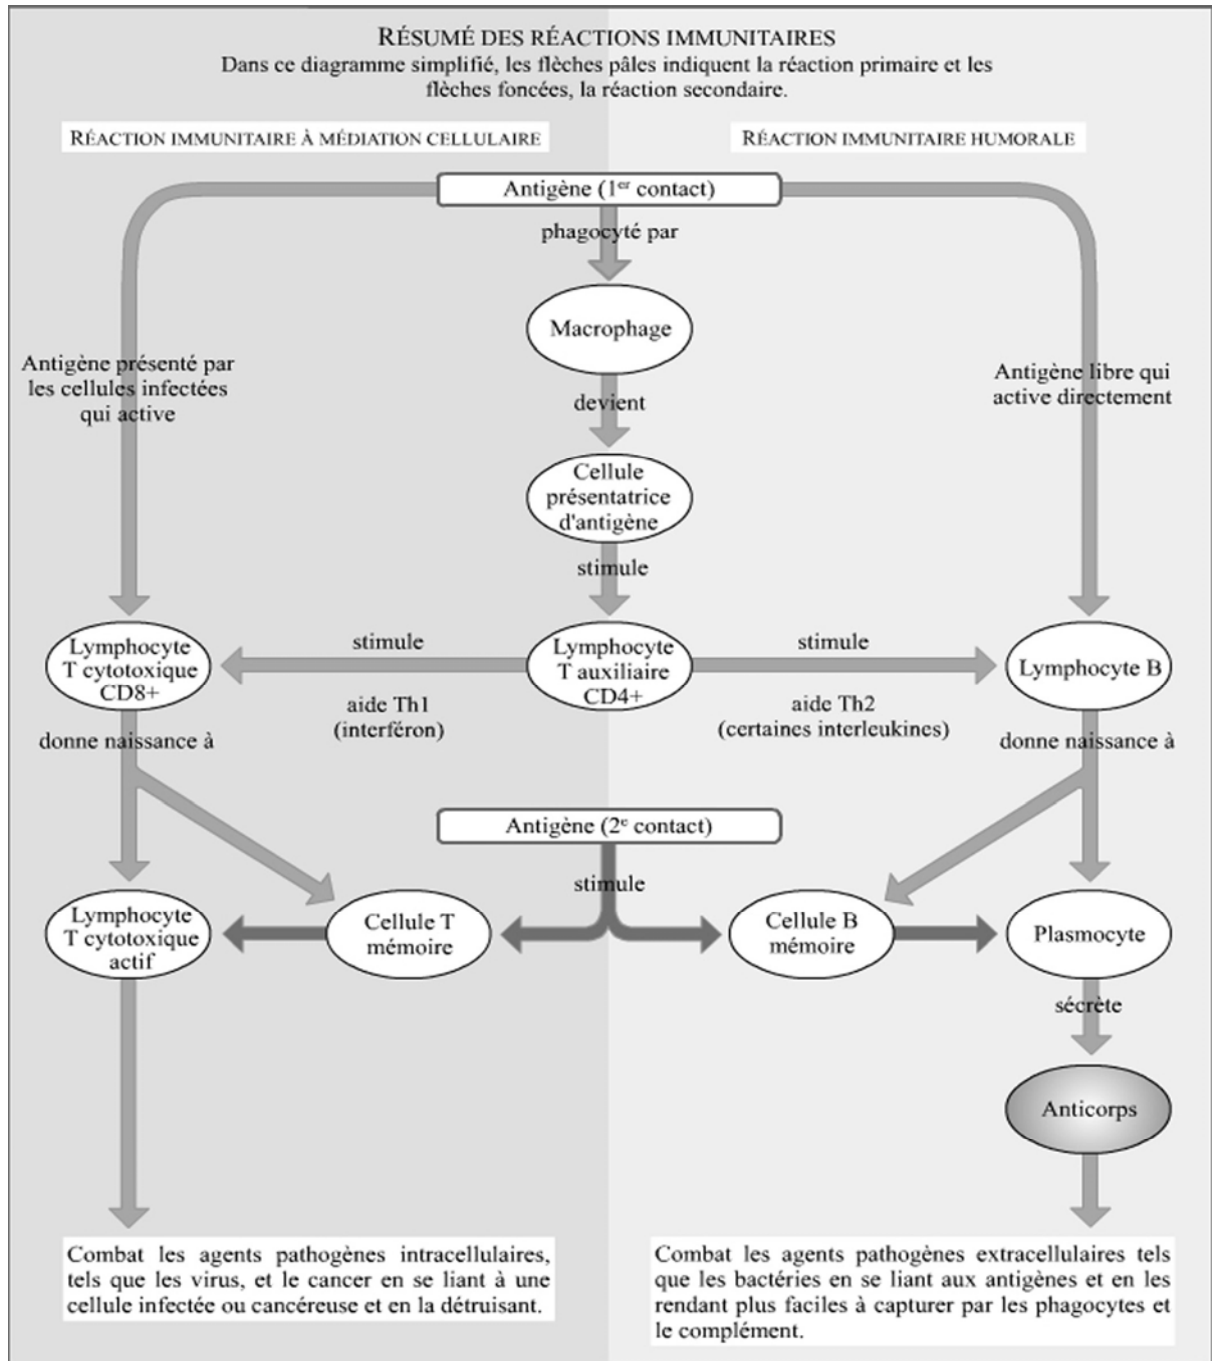 RÉSUMÉ DES RÉACTIONS IMMUNITAIRES
Dans ce diagramme simplifié, les flèches pâles indiquent la réaction primaire et les
flèches foncées, la réaction secondaire.
RÉACTION IMMUNITAIRE À MÉDIATION CELLULAIRE
RÉACTION IMMUNITAIRE HUMORALE
Antigène (1er contact)
phagocyté par
Macrophage
Antigène présenté par
les cellules infectées
qui active
devient
Antigène libre qui
active directement
Cellule
présentatrice
d'antigène
stimule
Lymphocyte
T cytotoxique
CD8+
stimule
aide Th1
(interféron)
Lymphocyte
T auxiliaire
CD4+
stimule
aide Th2
(certaines interleukines)
Lymphocyte B
donne naissance à
donne naissance à
Antigène (2e contact)
stimule
Lymphocyte
T cytotoxique
actif
Cellule T
mémoire
Cellule B
mémoire
Plasmocyte
sécrète
Anticorps
Combat les agents pathogènes intracellulaires,
tels que les virus, et le cancer en se liant à une
cellule infectée ou cancéreuse et en la détruisant.
Combat les agents pathogènes extracellulaires tels
que les bactéries en se liant aux antigènes et en les
rendant plus faciles à capturer par les phagocytes et
le complément.